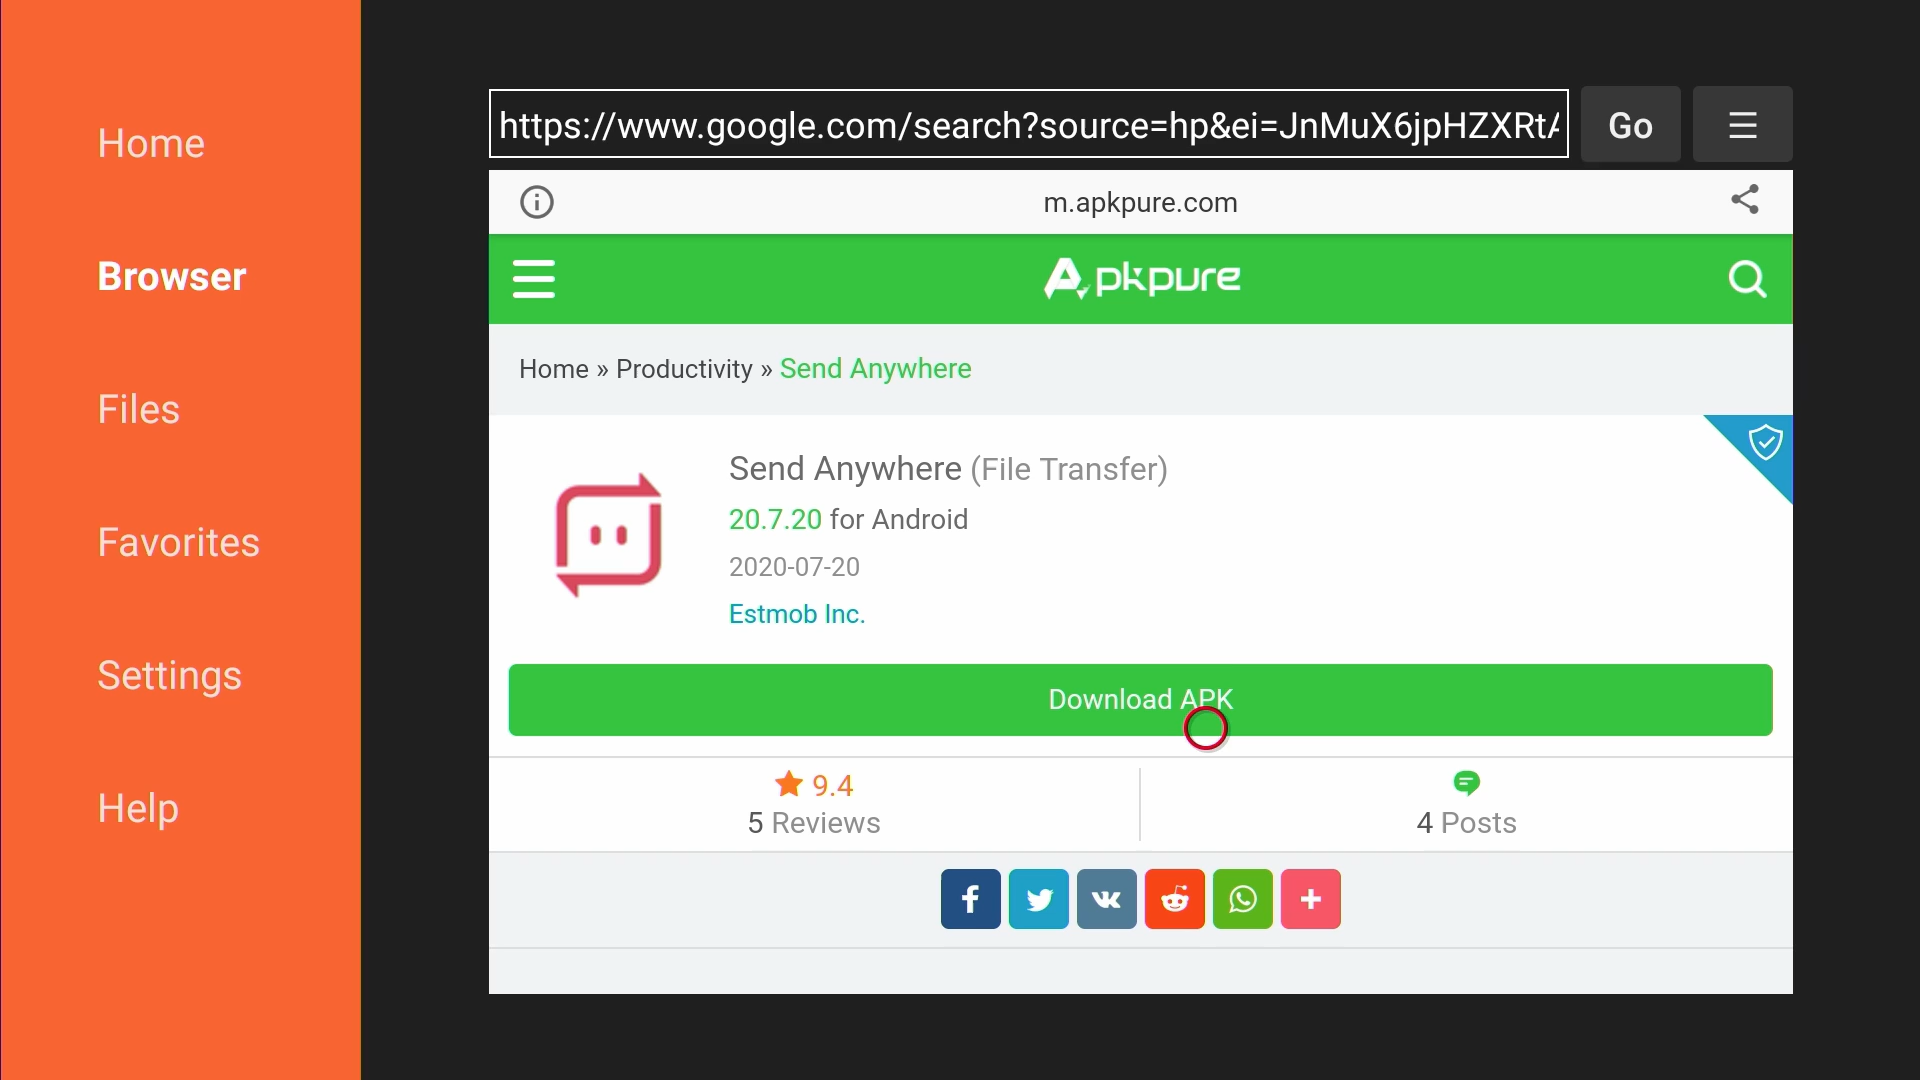 Home
Browser
Files
Favorites
Settings
Help
https://www.google.com/search?source=hp&ei=JnMuX6jpHZXRtA
Go
m.apkpure.com
Apkpure
Home » Productivity » Send Anywhere
Send Anywhere (File Transfer)
20.7.20 for Android
2020-07-20
Estmob Inc.
Download APK
9.4
5 Reviews
4 Posts